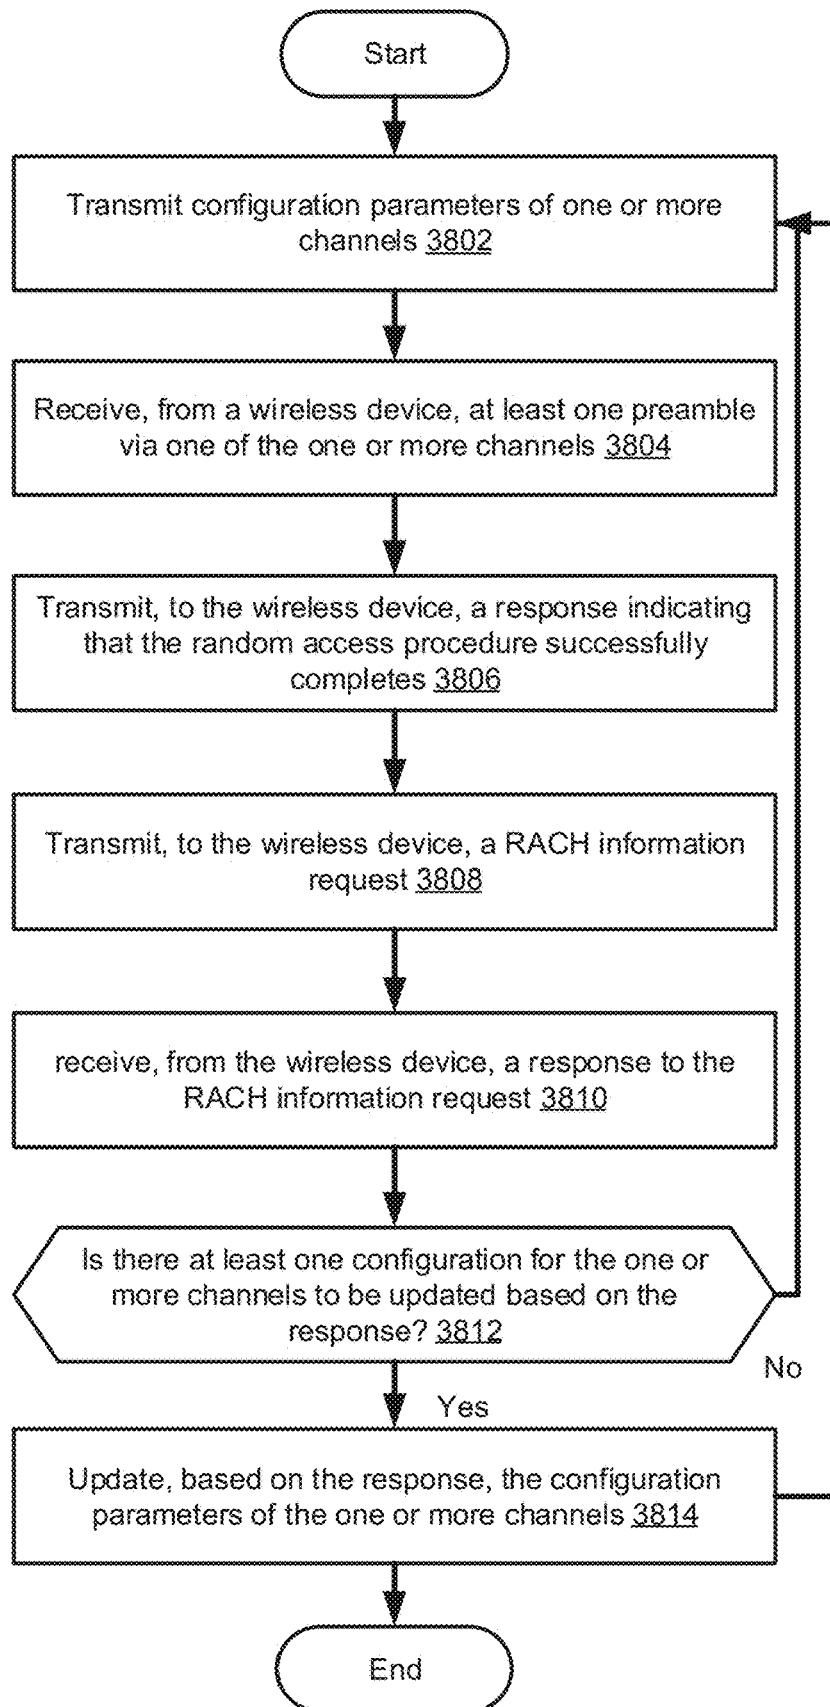 Start
Transmit configuration parameters of one or more
channels 3802
Receive, from a wireless device, at least one preamble
via one of the one or more channels 3804
Transmit, to the wireless device, a response indicating
that the random access procedure successfully
completes 3806
Transmit, to the wireless device, a RACH information
request 3808
receive, from the wireless device, a response to the
RACH information request 3810
Is there at least one configuration for the one or
more channels to be updated based on the
response? 3812
No
Yes
Update, based on the response, the configuration
parameters of the one or more channels 3814
End